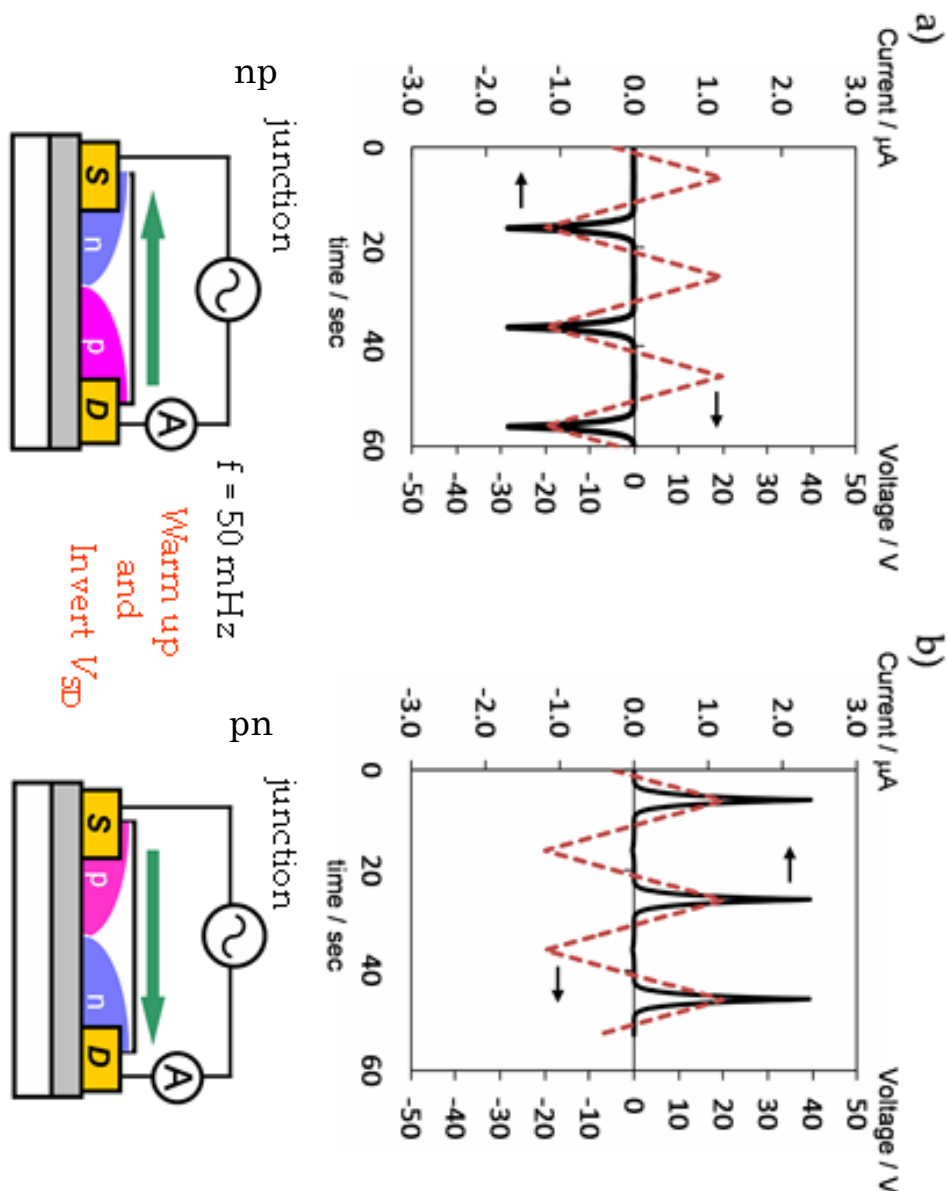 a)
Current / μA
3.0
2.0
1.0
0.0
-1.0
-2.0
-3.0
0
20
40
60
time / sec
Voltage / V
50
40
30
20
10
0
-10
-20
-30
-40
-50
b)
Current / μA
3.0
2.0
1.0
0.0
-1.0
-2.0
-3.0
0
20
40
60
time / sec
Voltage / V
50
40
30
20
10
0
-10
-20
-30
-40
-50
np
junction
S
n
p
D
A
f = 50 mHz
Warm up
and
Invert VSD
pn
junction
S
p
n
D
A